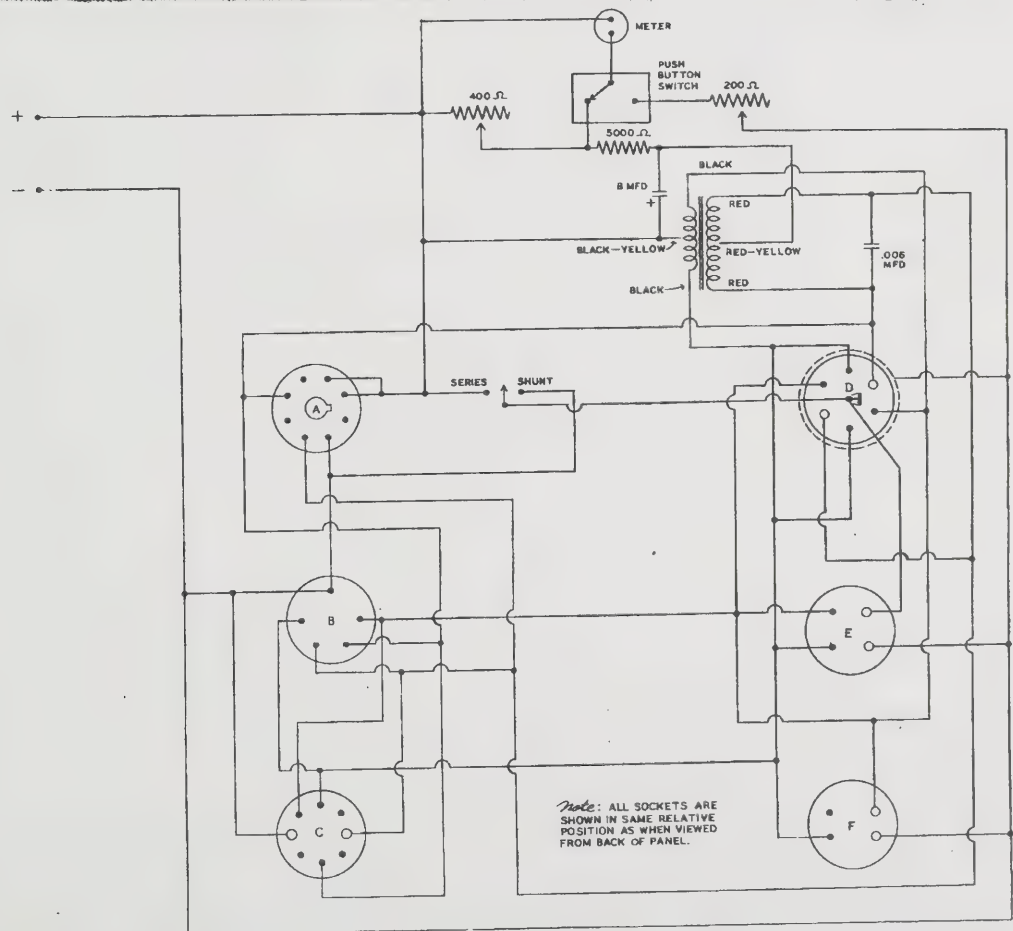 METER
PUSH
BUTTON
SWITCH
400 Ω
200 Ω
+
5000 Ω
BLACK
8 MFD
+
−
RED
BLACK-YELLOW
RED-YELLOW
.006
MFD
BLACK
RED
SERIES
SHUNT
D
A
B
E
C
F
Note: ALL SOCKETS ARE
SHOWN IN SAME RELATIVE
POSITION AS WHEN VIEWED
FROM BACK OF PANEL.